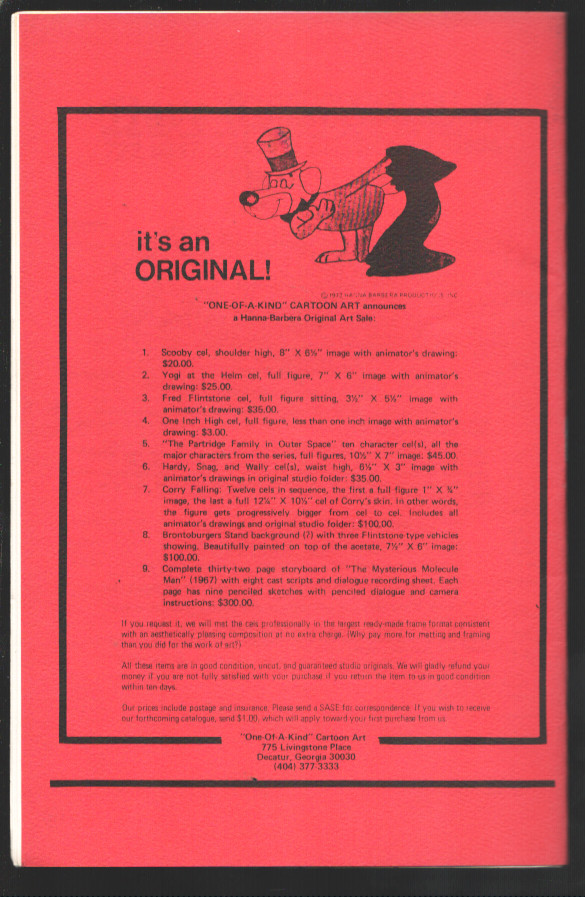 it's an
ORIGINAL!
© 1977 HANNA BARBERA PRODUCTIONS, INC.
"ONE-OF-A-KIND" CARTOON ART announces
a Hanna-Barbera Original Art Sale:
1. Scooby cel, shoulder high, 8" X 6½" image with animator's drawing:
$20.00.
2. Yogi at the Helm cel, full figure, 7" X 6" image with animator's
drawing: $25.00.
3. Fred Flintstone cel, full figure sitting, 3½" X 5½" image with
animator's drawing: $35.00.
4. One Inch High cel, full figure, less than one inch image with animator's
drawing: $3.00.
5. "The Partridge Family in Outer Space" ten character cel(s), all the
major characters from the series, full figures, 10½" X 7" image: $45.00.
6. Hardy, Snag, and Wally cel(s), waist high, 6½" X 3" image with
animator's drawings in original studio folder: $35.00.
7. Corry Falling: Twelve cels in sequence, the first a full figure 1" X ¾"
image, the last a full 12¼" X 10½" cel of Corry's skin. In other words,
the figure gets progressively bigger from cel to cel. Includes all
animator's drawings and original studio folder: $100.00.
8. Brontoburgers Stand background (?) with three Flintstone type vehicles
showing. Beautifully painted on top of the acetate, 7½" X 6" image:
$100.00.
9. Complete thirty-two page storyboard of "The Mysterious Molecule
Man" (1967) with eight cast scripts and dialogue recording sheet. Each
page has nine penciled sketches with penciled dialogue and camera
instructions: $300.00.
If you request it, we will mat the cels professionally in the largest ready-made frame format consistent
with an aesthetically pleasing composition at no extra charge. (Why pay more for matting and framing
than you did for the work of art?)
All these items are in good condition, uncut, and guaranteed studio originals. We will gladly refund your
money if you are not fully satisfied with your purchase if you return the item to us in good condition
within ten days.
Our prices include postage and insurance. Please send a SASE for correspondence. If you wish to receive
our forthcoming catalogue, send $1.00, which will apply toward your first purchase from us.
"One-Of-A-Kind" Cartoon Art
775 Livingstone Place
Decatur, Georgia 30030
(404) 377 3333